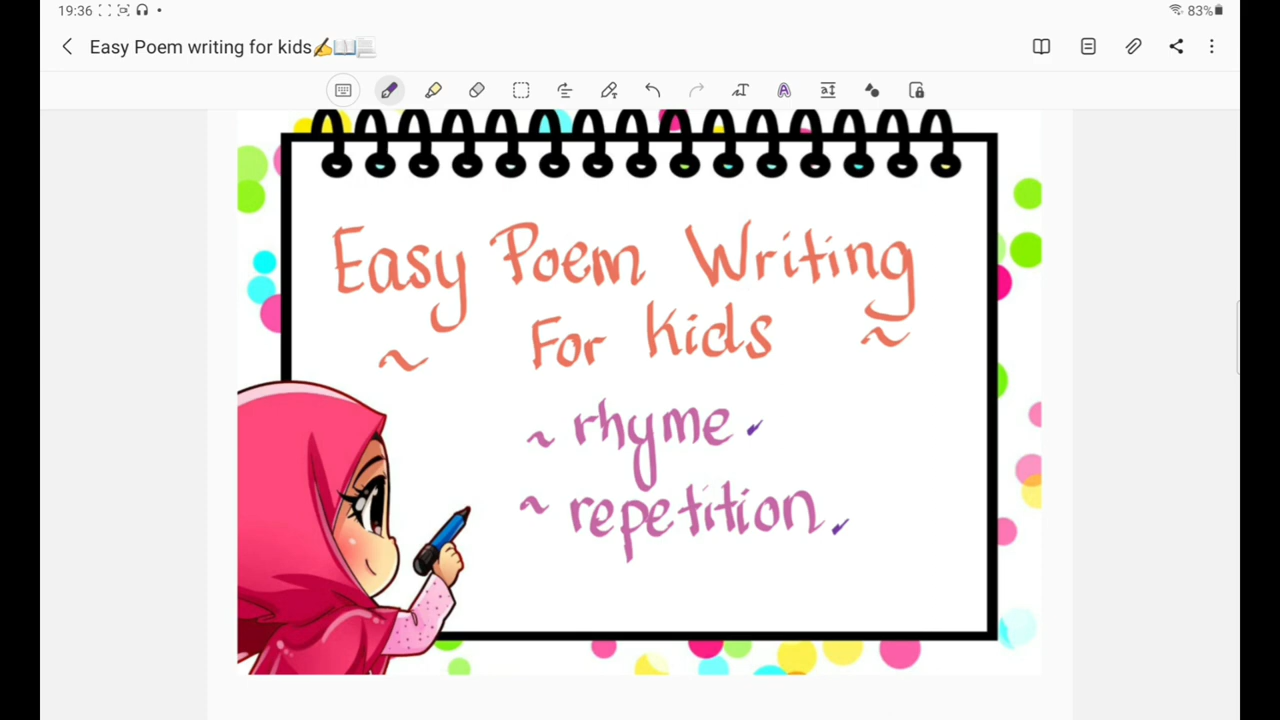 19:36
83%
Easy Poem writing for kids✍📖📃
Easy Poem Writing
~ For Kids ~
~ rhyme
~ repetition